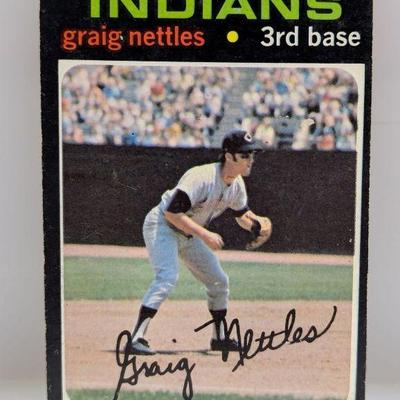 INDIANS
graig nettles • 3rd base
Graig Nettles